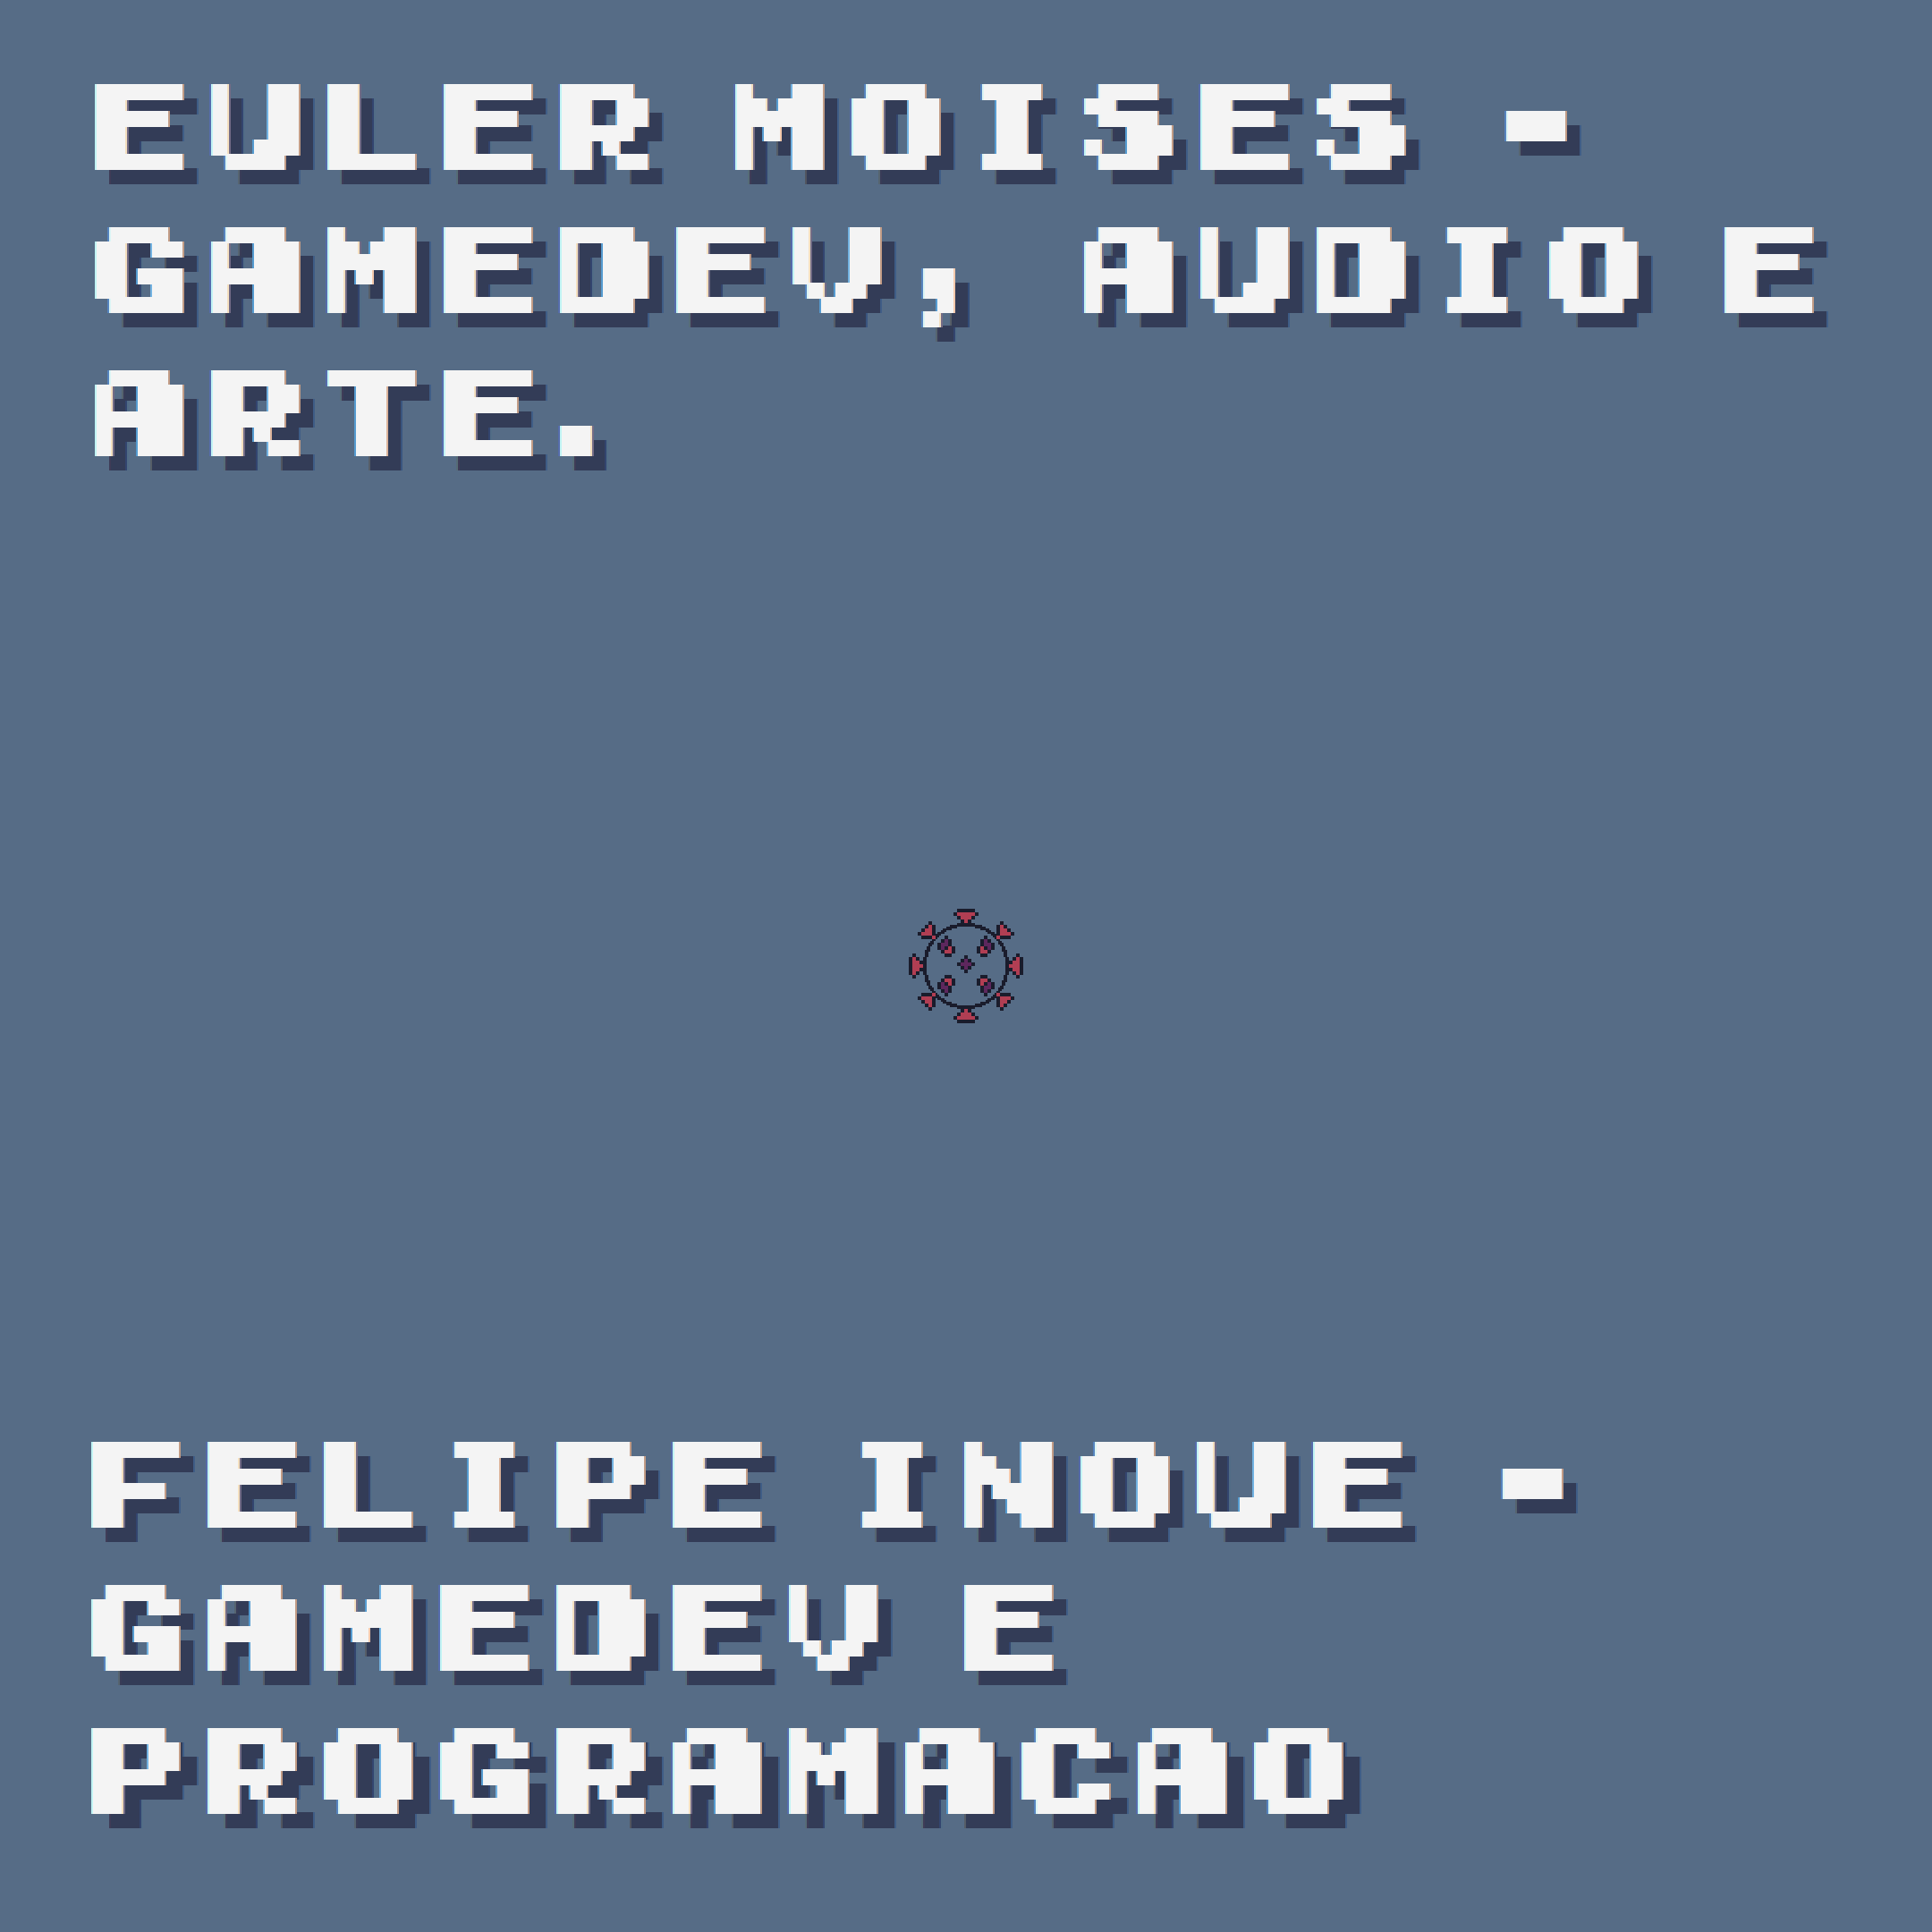 EULER MOISES -
GAMEDEV, AUDIO E
ARTE.
FELIPE INOUE -
GAMEDEV E
PROGRAMACAO